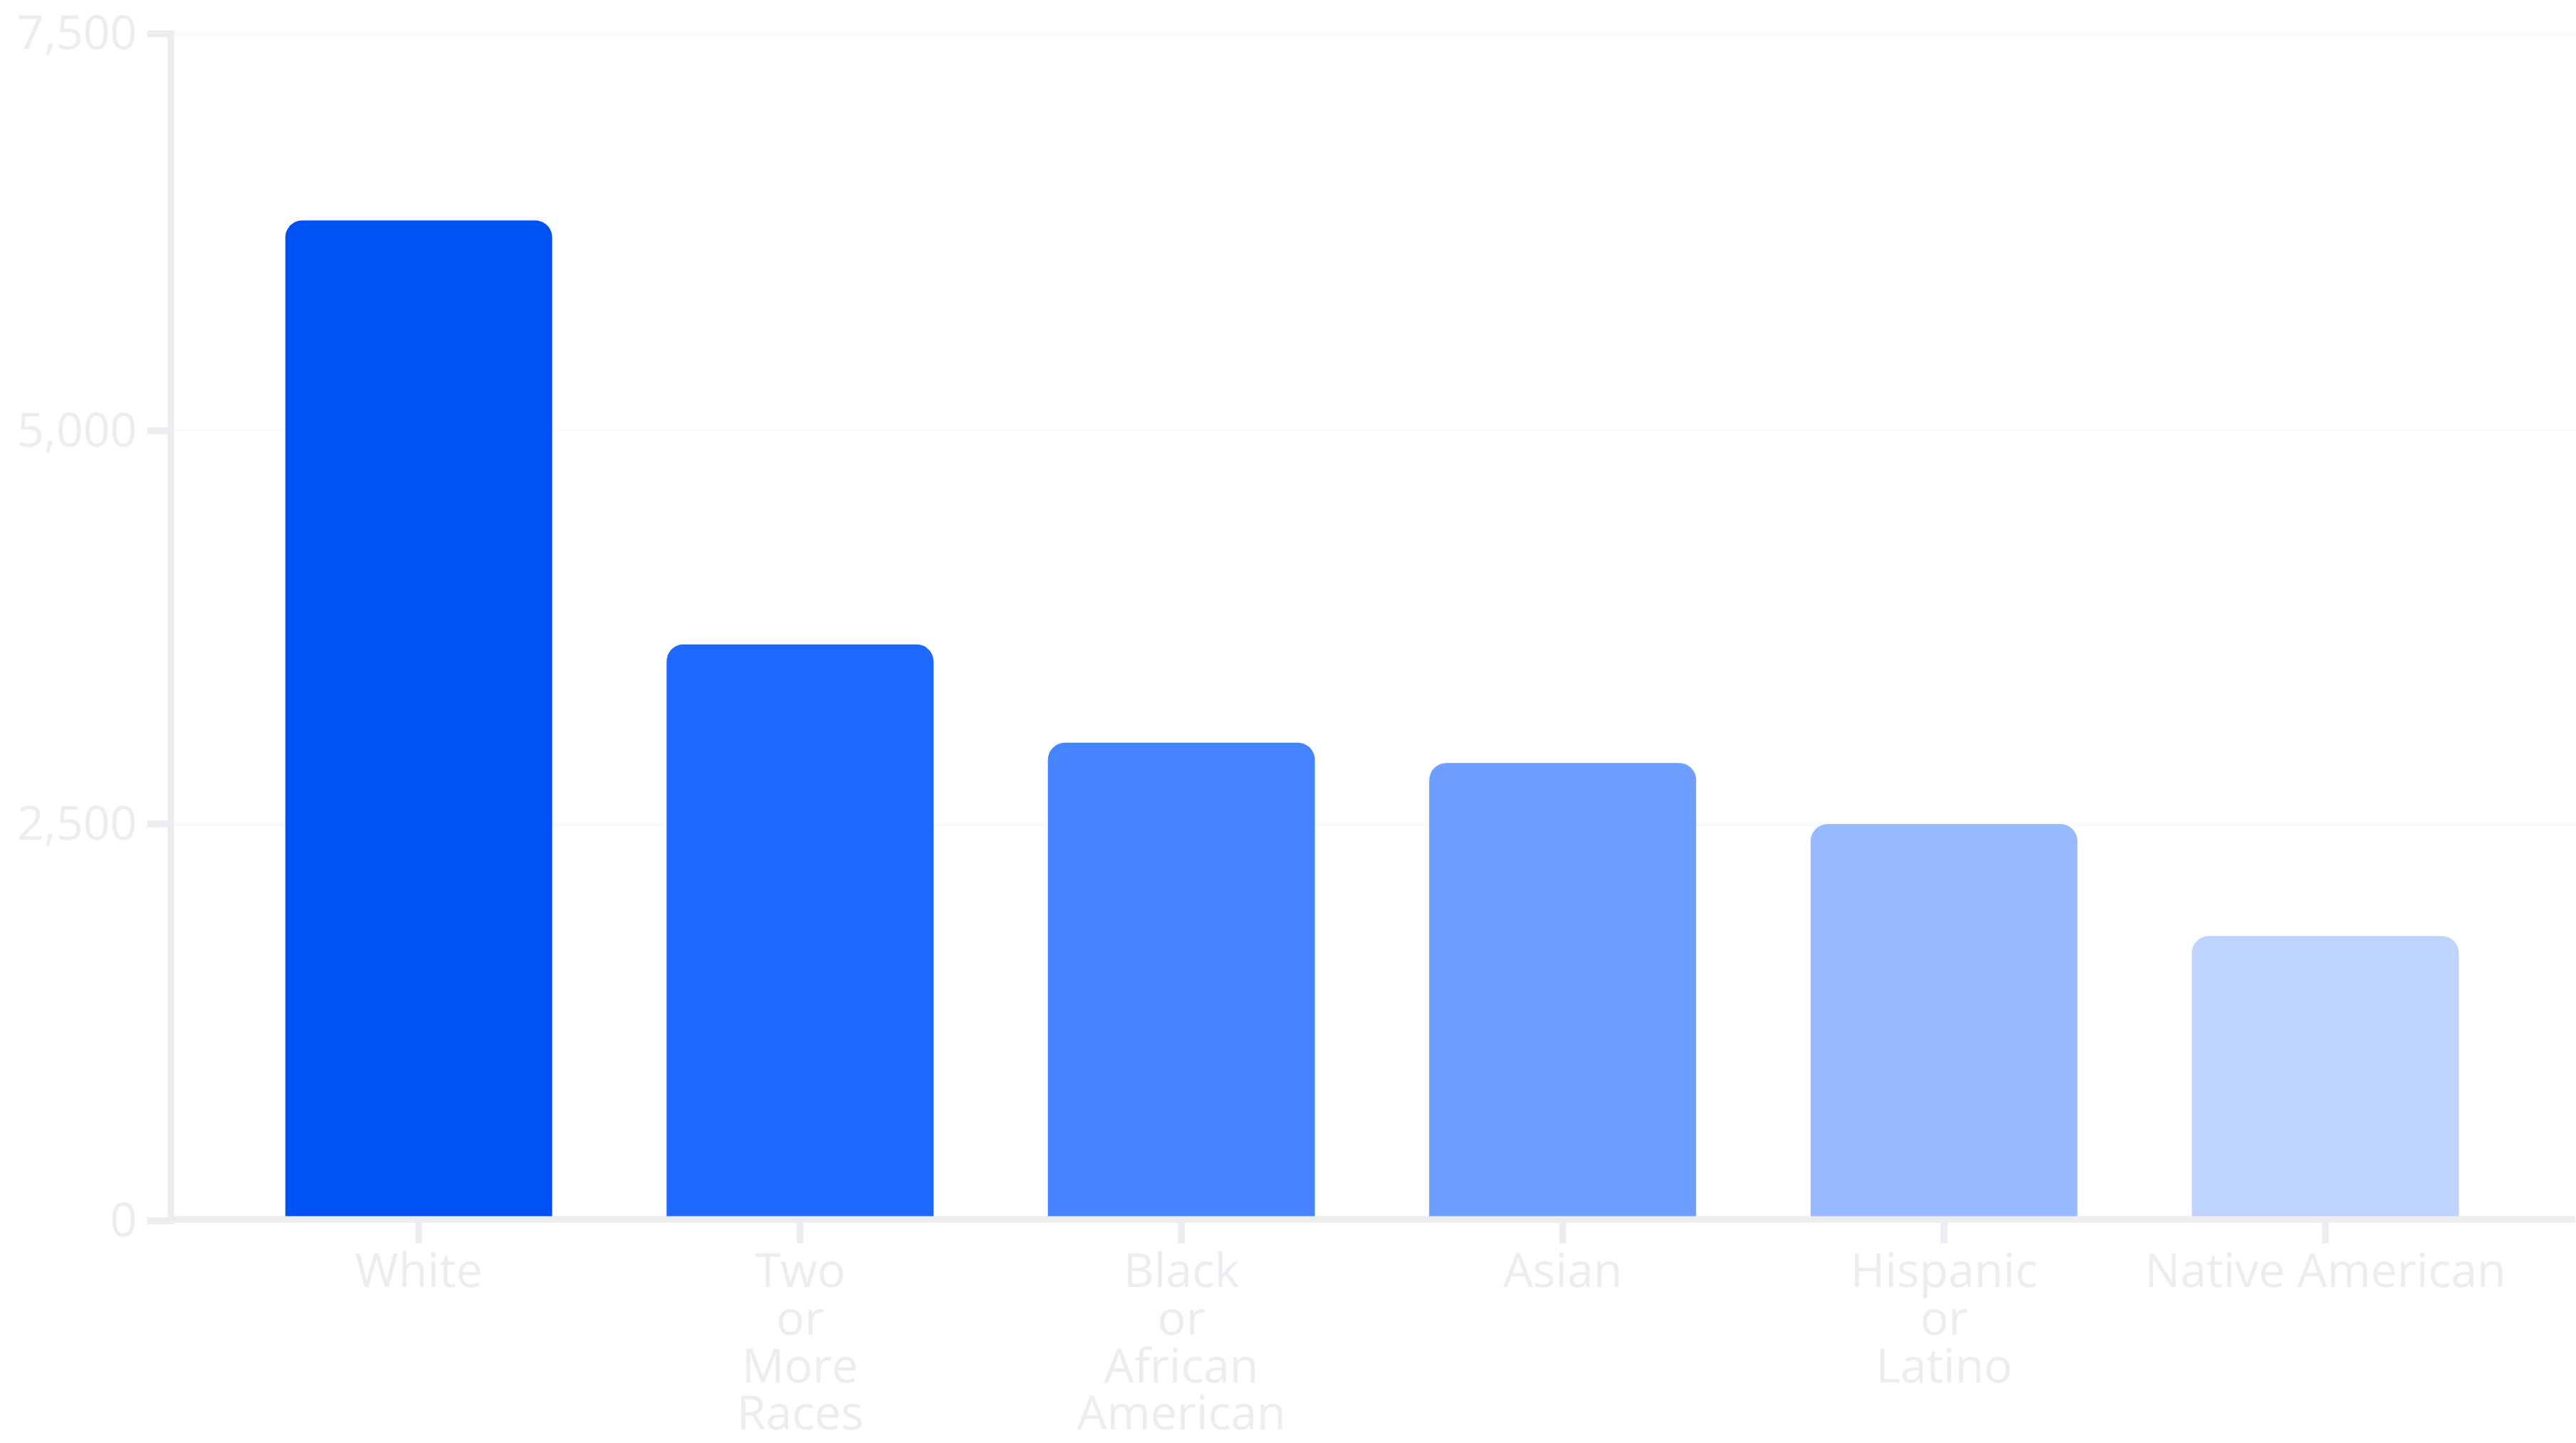 7,500
5,000
2,500
0
White
Two
or
More
Races
Black
or
African
American
Asian
Hispanic
or
Latino
Native American